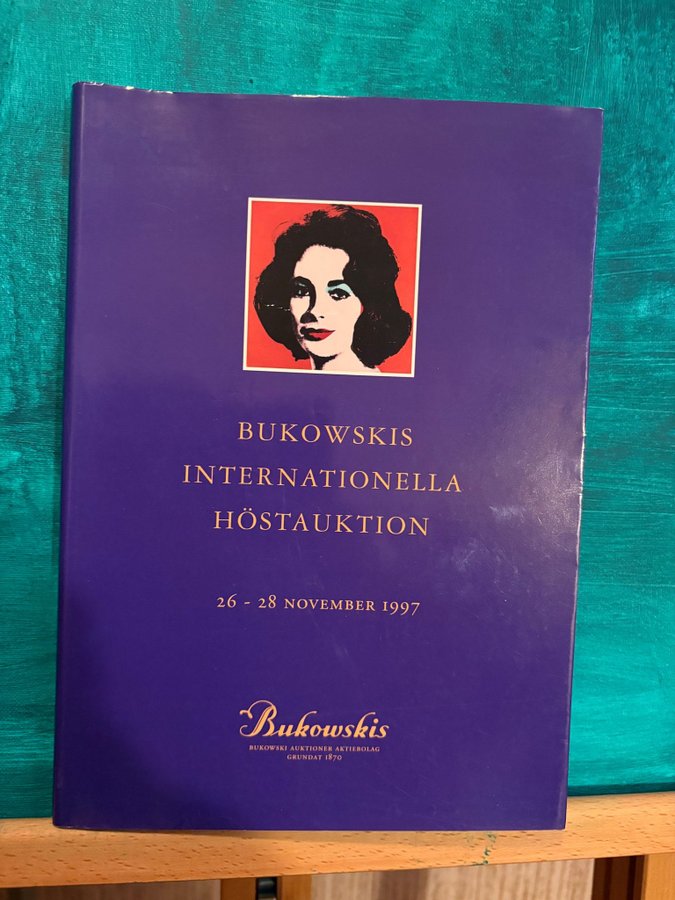 BUKOWSKIS
INTERNATIONELLA
HÖSTAUKTION
26 - 28 NOVEMBER 1997
Bukowskis
BUKOWSKI AUKTIONER AKTIEBOLAG
GRUNDAT 1870